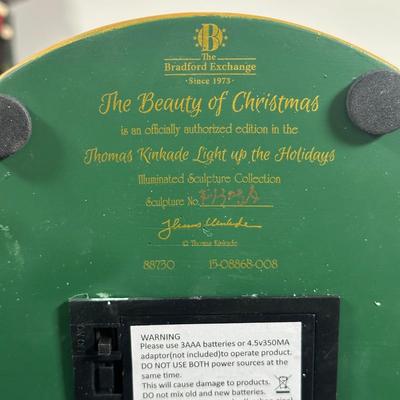 B
The
Bradford Exchange
·Since 1973·
The Beauty of Christmas
is an officially authorized edition in the
Thomas Kinkade Light up the Holidays
Illuminated Sculpture Collection
Sculpture No.
Thomas Kinkade
© Thomas Kinkade
88730 15-08868-008
WARNING
Please use 3AAA batteries or 4.5v350MA
adaptor(not included)to operate product.
DO NOT USE BOTH power sources at the
same time.
This will cause damage to products.
DO not mix old and new batteries.